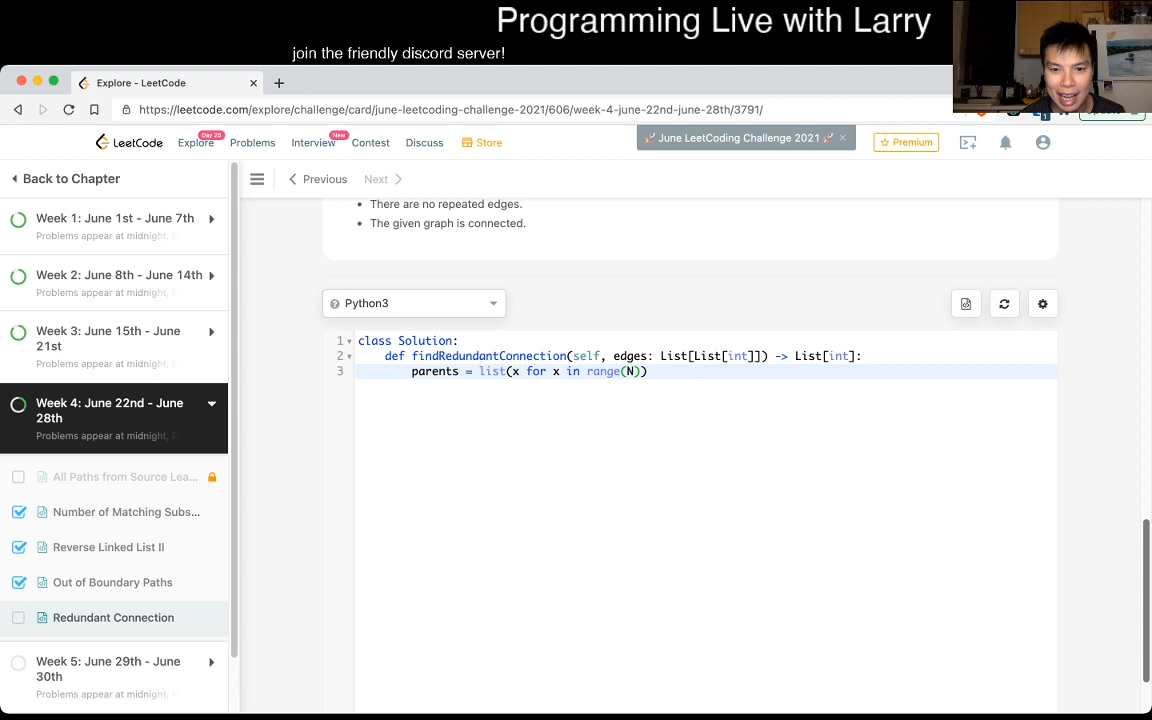 Programming Live with Larry
join the friendly discord server!
Explore - LeetCode
https://leetcode.com/explore/challenge/card/june-leetcoding-challenge-2021/606/week-4-june-22nd-june-28th/3791/
LeetCode
Explore
Day 25
Problems
Interview
New
Contest
Discuss
Store
🚀 June LeetCoding Challenge 2021 🚀
Premium
Back to Chapter
Previous
Next
Week 1: June 1st - June 7th
Problems appear at midnight,
Week 2: June 8th - June 14th
Problems appear at midnight,
Week 3: June 15th - June
21st
Problems appear at midnight,
Week 4: June 22nd - June
28th
Problems appear at midnight,
All Paths from Source Lea...
Number of Matching Subs...
Reverse Linked List II
Out of Boundary Paths
Redundant Connection
Week 5: June 29th - June
30th
Problems appear at midnight,
• There are no repeated edges.
• The given graph is connected.
Python3
1 class Solution:
2 def findRedundantConnection(self, edges: List[List[int]]) -> List[int]:
3 parents = list(x for x in range(N))